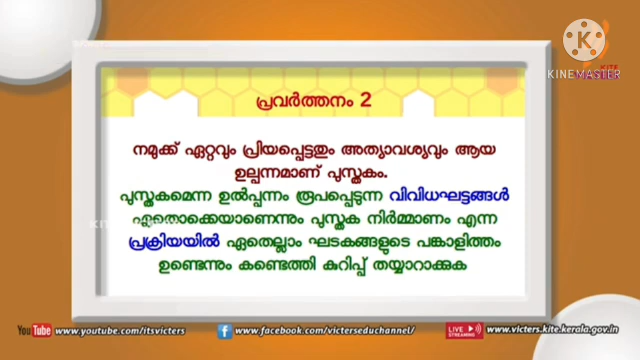 KINEMASTER
പ്രവർത്തനം 2
നമുക്ക് ഏറ്റവും പ്രിയപ്പെട്ടതും അത്യാവശ്യവും ആയ
ഉല്പന്നമാണ് പുസ്തകം.
പുസ്തകമെന്ന ഉൽപ്പന്നം രൂപപ്പെടുന്ന വിവിധഘട്ടങ്ങൾ
ഏതൊക്കെയാണെന്നും പുസ്തക നിർമ്മാണം എന്ന
പ്രക്രിയയിൽ ഏതെല്ലാം ഘടകങ്ങളുടെ പങ്കാളിത്തം
ഉണ്ടെന്നും കണ്ടെത്തി കുറിപ്പ് തയ്യാറാക്കുക
YouTube www.youtube.com/itsvicters f www.facebook.com/victerseduchannel/ LIVE STREAMING www.victers.kite.kerala.gov.in